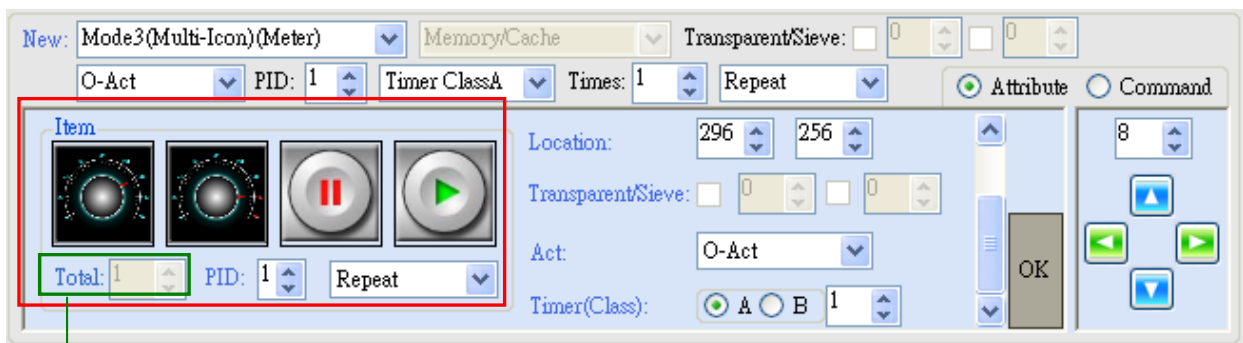 New: Mode3(Multi-Icon)(Meter) Memory/Cache Transparent/Sieve: 0 0
O-Act PID: 1 Timer ClassA Times: 1 Repeat Attribute Command
Item Location: 296 256 8
Transparent/Sieve: 0 0
Act: O-Act OK
Total: 1 PID: 1 Repeat
Timer(Class): A B 1